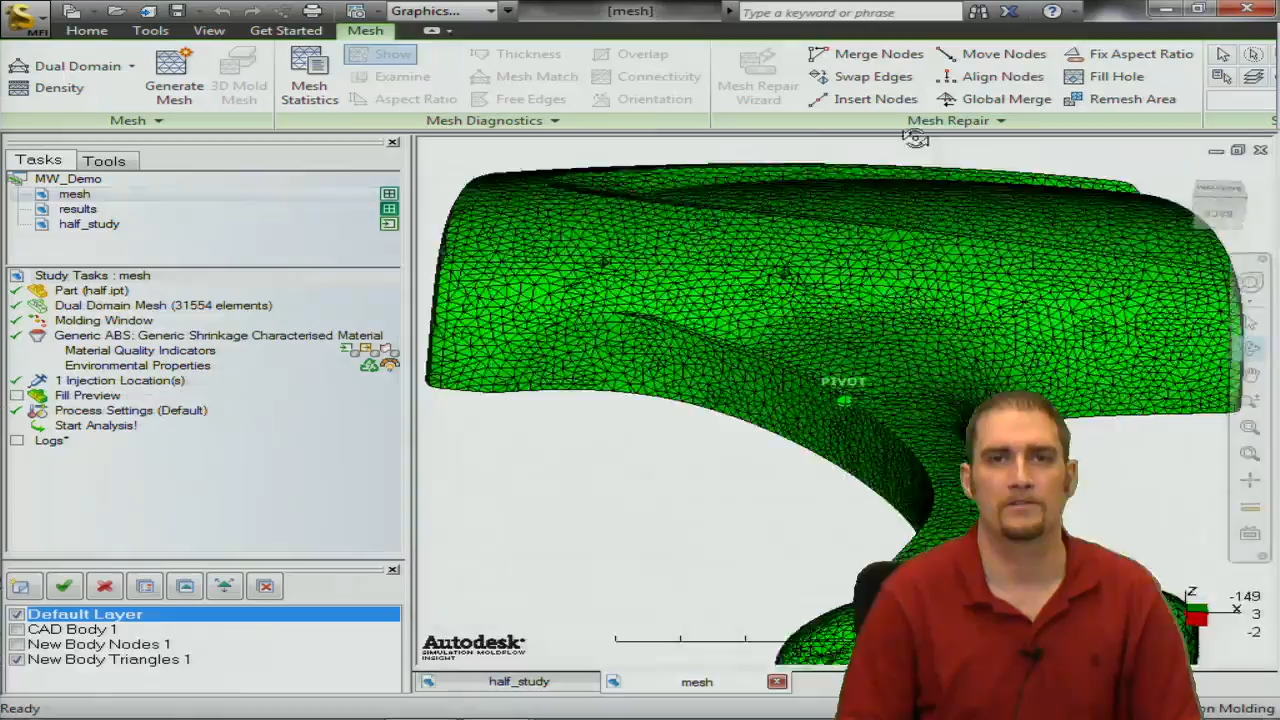 Graphics...
[mesh]
Type a keyword or phrase
MFI
Home Tools View Get Started Mesh
Dual Domain
Density
Generate Mesh
3D Mold Mesh
Mesh
Mesh Statistics
Show
Examine
Aspect Ratio
Thickness
Mesh Match
Free Edges
Overlap
Connectivity
Orientation
Mesh Diagnostics
Mesh Repair Wizard
Merge Nodes
Swap Edges
Insert Nodes
Move Nodes
Align Nodes
Global Merge
Fix Aspect Ratio
Fill Hole
Remesh Area
Mesh Repair
Tasks Tools
MW_Demo
mesh
results
half_study
Study Tasks : mesh
Part (half.ipt)
Dual Domain Mesh (31554 elements)
Molding Window
Generic ABS: Generic Shrinkage Characterised Material
Material Quality Indicators
Environmental Properties
1 Injection Location(s)
Fill Preview
Process Settings (Default)
Start Analysis!
Logs*
Default Layer
CAD Body 1
New Body Nodes 1
New Body Triangles 1
BACK
PIVOT
Z
X
-149
3
-2
Autodesk
SIMULATION MOLDFLOW
INSIGHT
half_study
mesh
Ready
on Molding